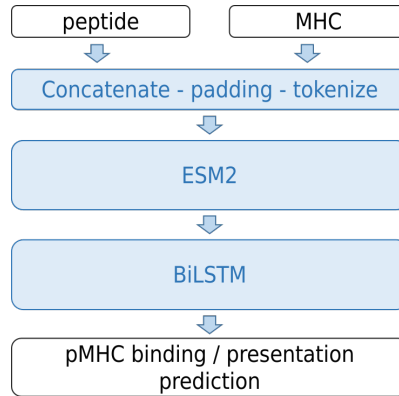 peptide
MHC
Concatenate - padding - tokenize
ESM2
BiLSTM
pMHC binding / presentation
prediction